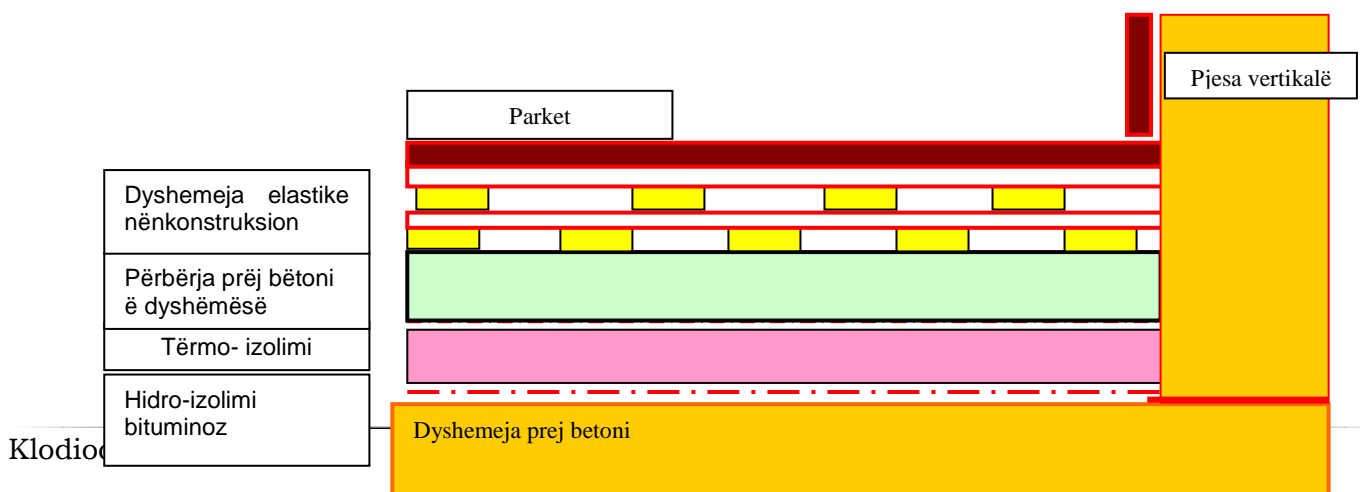 Pjesa vertikalë
Parket
Dyshemeja elastike
nënkonstruksion
Përbërja prëj bëtoni
ë dyshëmësë
Tërmo- izolimi
Hidro-izolimi
bituminoz
Dyshemeja prej betoni